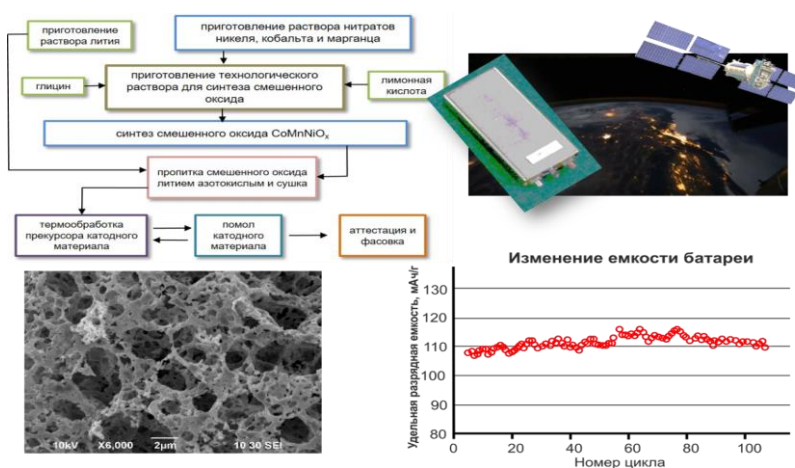 приготовление
раствора лития
приготовление раствора нитратов
никеля, кобальта и марганца
глицин
приготовление технологического
раствора для синтеза смешенного
оксида
лимонная
кислота
синтез смешенного оксида CoMnNiOₓ
пропитка смешенного оксида
литием азотокислым и сушка
термообработка
прекурсора катодного
материала
помол
катодного
материала
аттестация и
фасовка
10kV X6,000 2μm 10 30 SEI
Изменение емкости батареи
Удельная разрядная емкость, мАч/г
130
120
110
100
90
80
0 20 40 60 80 100
Номер цикла